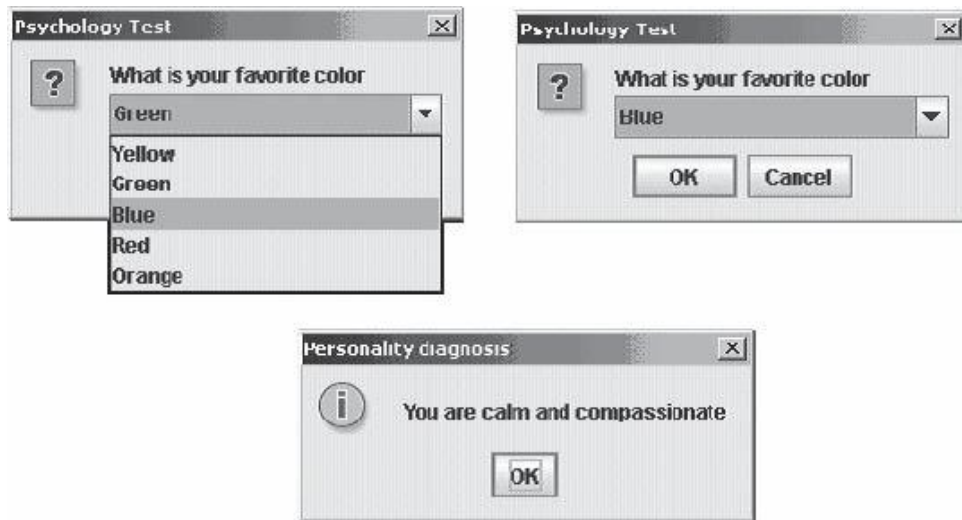 Psychology Test
What is your favorite color
Green
Yellow
Green
Blue
Red
Orange
Psychology Test
What is your favorite color
Blue
OK Cancel
Personality diagnosis
You are calm and compassionate
OK